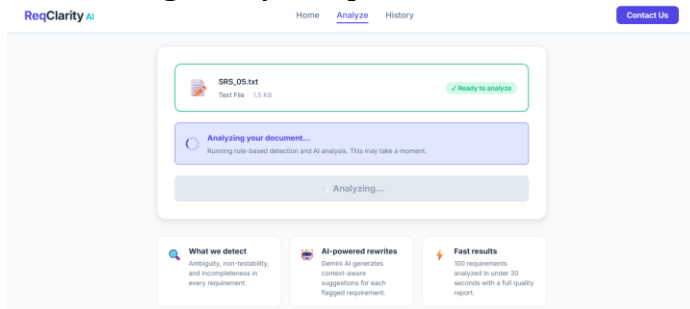 ReqClarity AI
Home Analyze History
Contact Us
SRS_05.txt
Text File 1.5 KB
✓ Ready to analyze
Analyzing your document...
Running rule-based detection and AI analysis. This may take a moment.
Analyzing...
What we detect
Ambiguity, non-testability,
and incompleteness in
every requirement.
AI-powered rewrites
Gemini AI generates
context-aware
suggestions for each
flagged requirement.
Fast results
100 requirements
analyzed in under 30
seconds with a full quality
report.